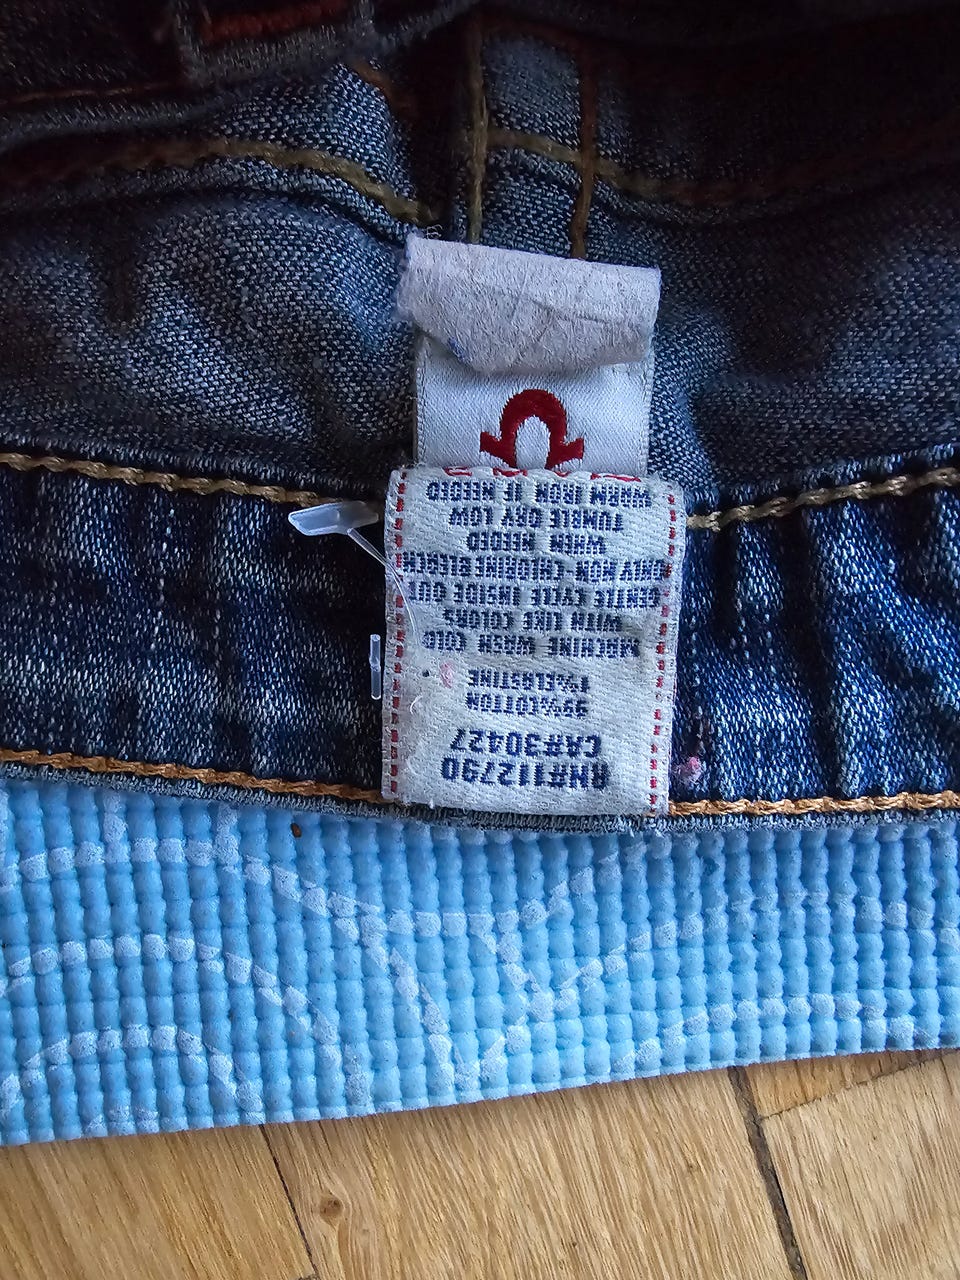 RN#112790
CA#30427
99%COTTON
1%ELASTINE
MACHINE WASH COLD
WITH LIKE COLORS
GENTLE CYCLE INSIDE OUT
ONLY NON CHLORINE BLEACH
WHEN NEEDED
TUMBLE DRY LOW
WARM IRON IF NEEDED